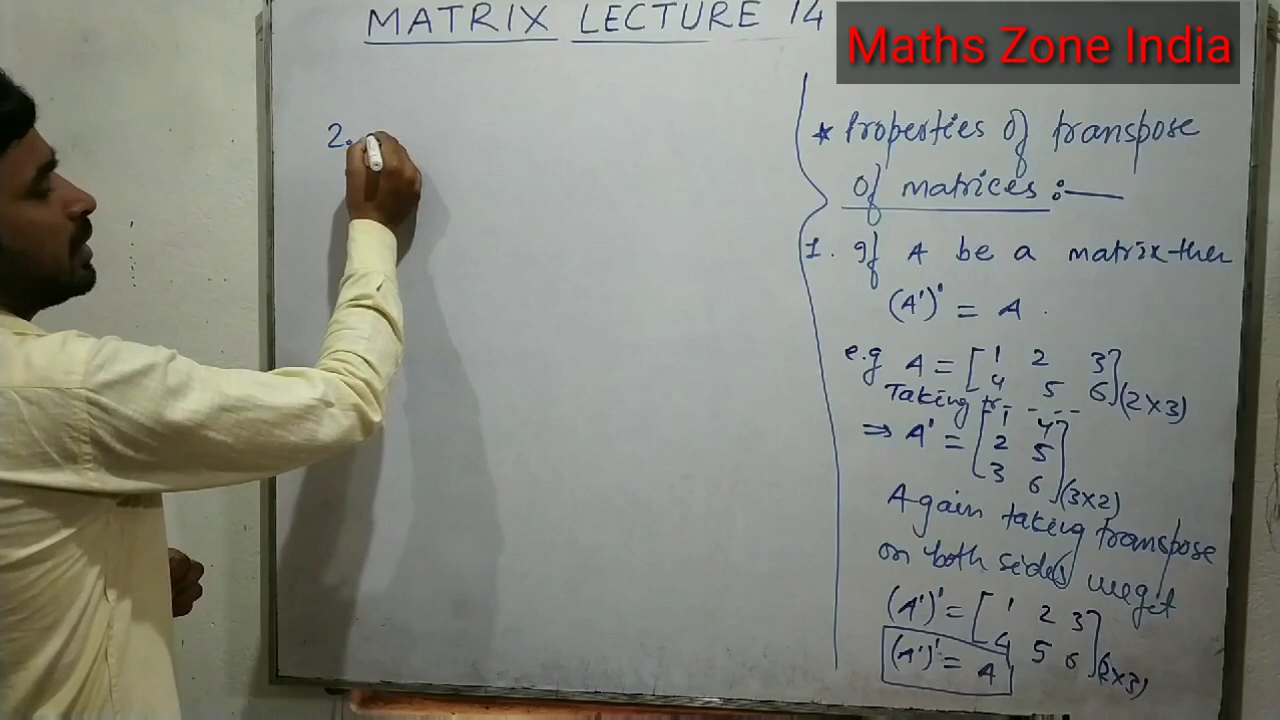 MATRIX LECTURE 14
Maths Zone India
2.
* Properties of transpose
of matrices :—
1. If A be a matrix then
(A')' = A .
e.g A = [1 2 3
4 5 6](2×3)
Taking tr----
⇒ A' = [1 4
2 5
3 6](3×2)
Again taking transpose
on both sides we get
(A')' = [1 2 3
4 5 6](2×3)
(A')' = A